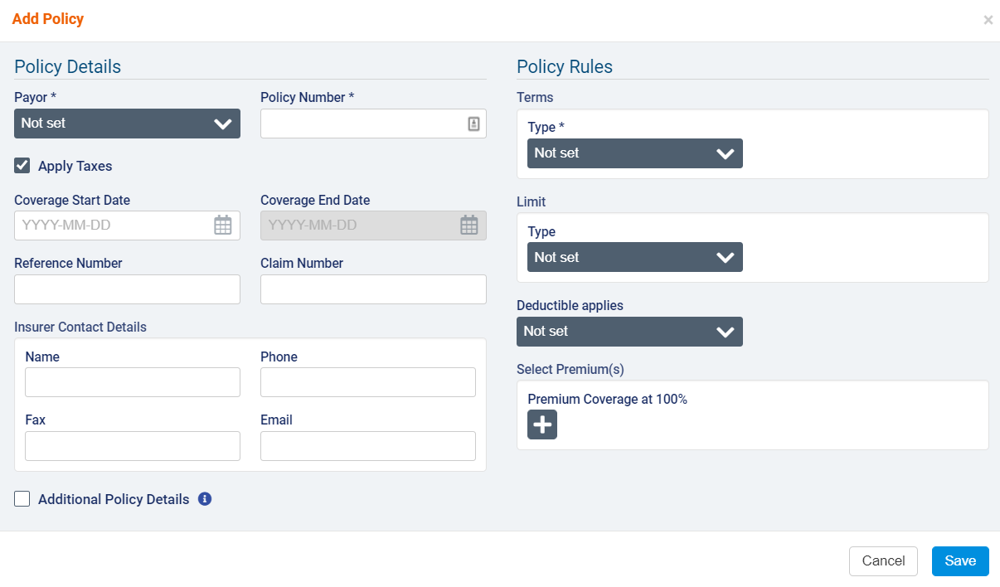 Add Policy
×
Policy Details
Payor *
Policy Number *
Not set
Apply Taxes
Coverage Start Date
Coverage End Date
YYYY-MM-DD
YYYY-MM-DD
Reference Number
Claim Number
Insurer Contact Details
Name
Phone
Fax
Email
Additional Policy Details
Policy Rules
Terms
Type *
Not set
Limit
Type
Not set
Deductible applies
Not set
Select Premium(s)
Premium Coverage at 100%
Cancel
Save